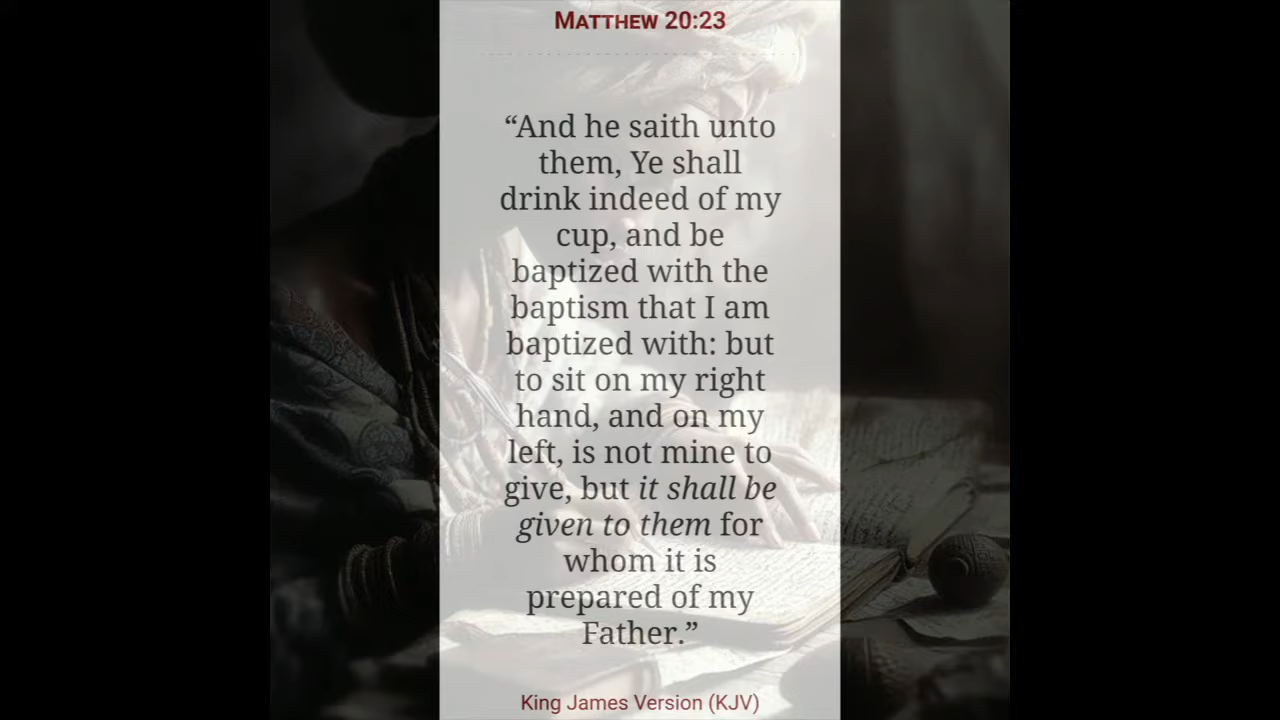 Matthew 20:23
“And he saith unto
them, Ye shall
drink indeed of my
cup, and be
baptized with the
baptism that I am
baptized with: but
to sit on my right
hand, and on my
left, is not mine to
give, but it shall be
given to them for
whom it is
prepared of my
Father.”
King James Version (KJV)